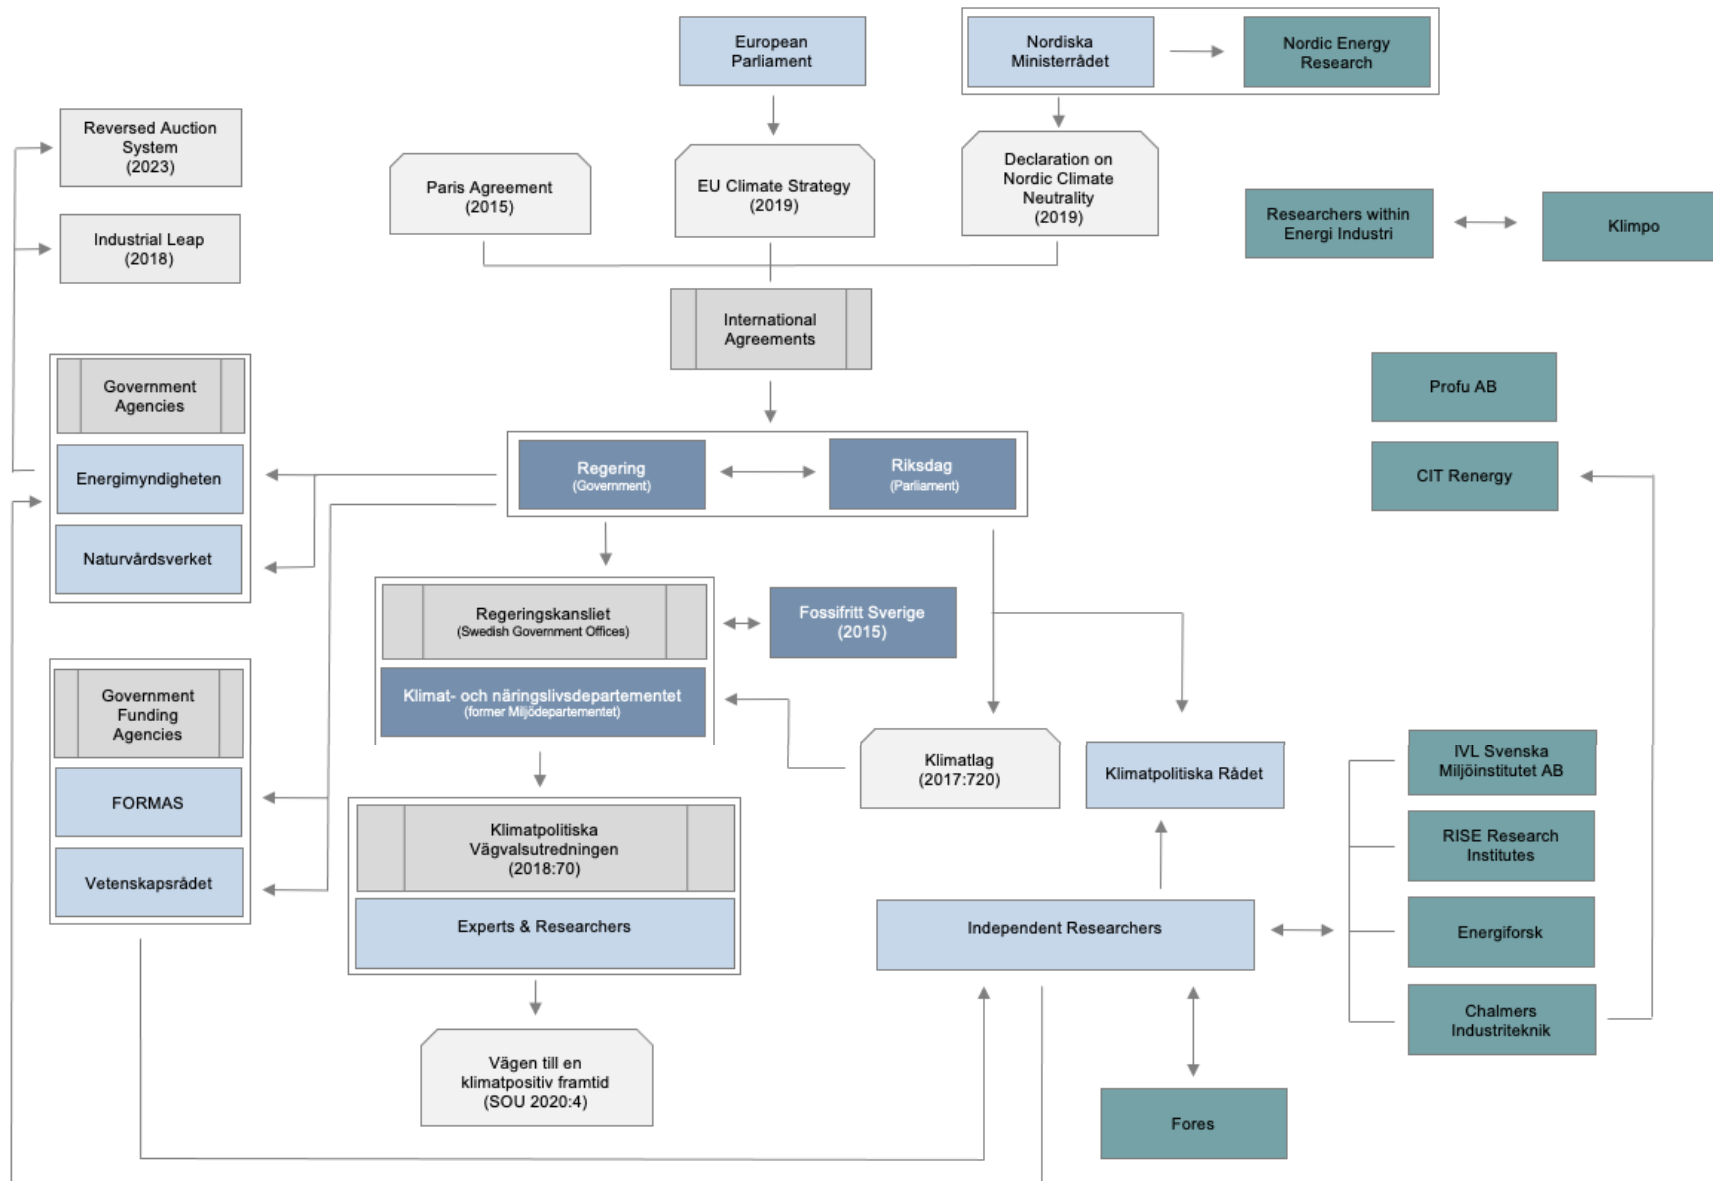 European
Parliament
Nordiska
Ministerrådet
Nordic Energy
Research
Reversed Auction
System
(2023)
Paris Agreement
(2015)
EU Climate Strategy
(2019)
Declaration on
Nordic Climate
Neutrality
(2019)
Researchers within
Energi Industri
Klimpo
Industrial Leap
(2018)
International
Agreements
Government
Agencies
Profu AB
Energimyndigheten
Regering
(Government)
Riksdag
(Parliament)
CIT Renergy
Naturvårdsverket
Regeringskansliet
(Swedish Government Offices)
Fossifritt Sverige
(2015)
Government
Funding
Agencies
Klimat- och näringslivsdepartementet
(former Miljödepartementet)
Klimatlag
(2017:720)
Klimatpolitiska Rådet
IVL Svenska
Miljöinstitutet AB
FORMAS
Klimatpolitiska
Vägvalsutredningen
(2018:70)
RISE Research
Institutes
Vetenskapsrådet
Experts & Researchers
Independent Researchers
Energiforsk
Chalmers
Industriteknik
Vägen till en
klimatpositiv framtid
(SOU 2020:4)
Fores